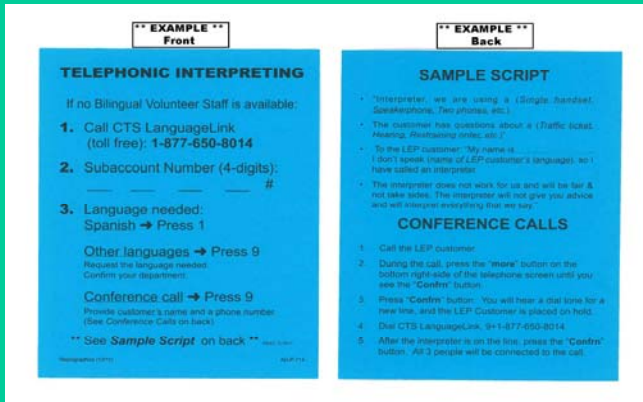 ** EXAMPLE **
Front
TELEPHONIC INTERPRETING
If no Bilingual Volunteer Staff is available:
1. Call CTS LanguageLink
(toll free): 1-877-650-8014
2. Subaccount Number (4-digits):
___ ___ ___ ___ #
3. Language needed:
Spanish ➔ Press 1
Other languages ➔ Press 9
Request the language needed.
Confirm your department.
Conference call ➔ Press 9
Provide customer's name and a phone number
(See Conference Calls on back)
** See Sample Script on back **
** EXAMPLE **
Back
SAMPLE SCRIPT
• "Interpreter, we are using a (Single handset, Speakerphone, Two phones, etc.)
• The customer has questions about a (Traffic ticket, Hearing, Restraining order, etc.)"
• To the LEP customer: "My name is
I don't speak (name of LEP customer's language), so I
have called an interpreter.
• The interpreter does not work for us and will be fair &
not take sides. The interpreter will not give you advice
and will interpret everything that we say."
CONFERENCE CALLS
1. Call the LEP customer.
2. During the call, press the "more" button on the
bottom right-side of the telephone screen until you
see the "Confrn" button.
3. Press "Confrn" button. You will hear a dial tone for a
new line, and the LEP Customer is placed on hold.
4. Dial CTS LanguageLink, 9+1-877-650-8014
5. After the interpreter is on the line, press the "Confrn"
button. All 3 people will be connected to the call.